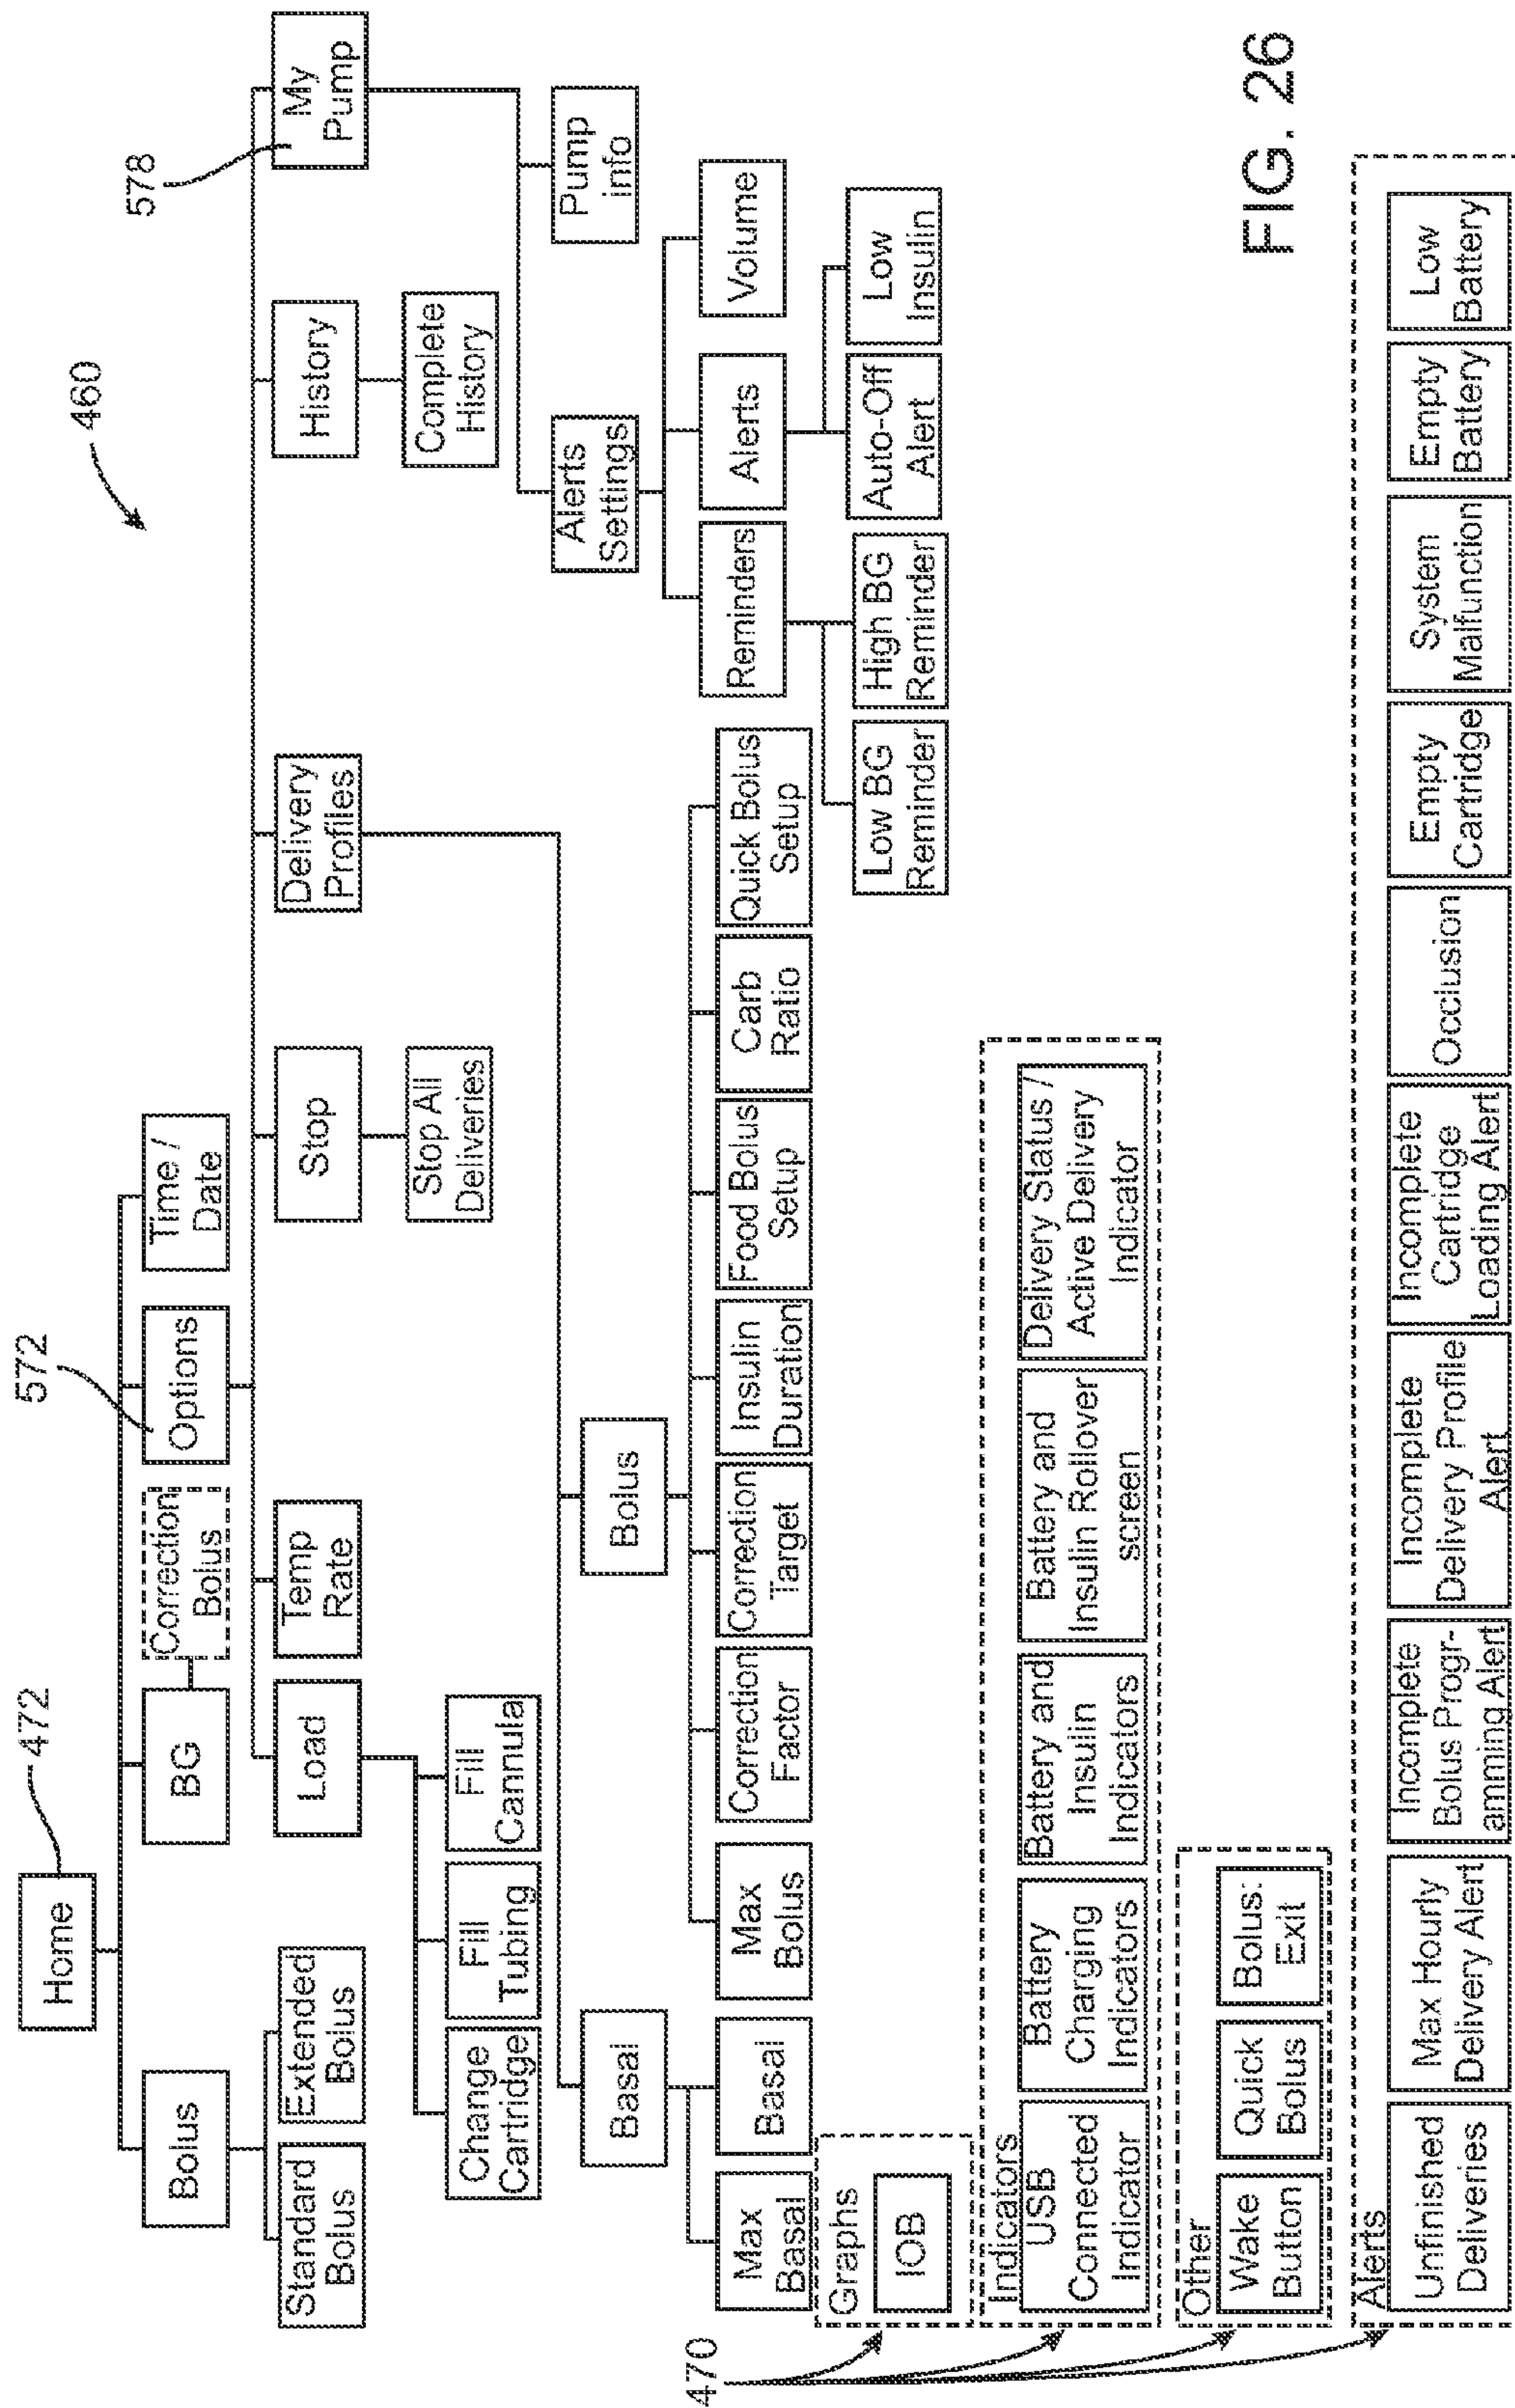 460
472
Home
572
578
Bolus
BG
Correction
Bolus
Options
Time /
Date
Standard
Bolus
Extended
Bolus
Load
Temp
Rate
Stop
Delivery
Profiles
History
My
Pump
Change
Cartridge
Fill
Tubing
Fill
Cannula
Stop All
Deliveries
Complete
History
Basal
Bolus
Alerts
Settings
Pump
info
Max
Basal
Basal
Max
Bolus
Correction
Factor
Correction
Target
Insulin
Duration
Food Bolus
Setup
Carb
Ratio
Quick Bolus
Setup
Reminders
Alerts
Volume
Low BG
Reminder
High BG
Reminder
Auto-Off
Alert
Low
Insulin
470
Graphs
IOB
Indicators
USB
Connected
Indicator
Battery
Charging
Indicators
Battery and
Insulin
Indicators
Battery and
Insulin Rollover
screen
Delivery Status /
Active Delivery
Indicator
Other
Wake
Button
Quick
Bolus
Bolus:
Exit
Alerts
Unfinished
Deliveries
Max Hourly
Delivery Alert
Incomplete
Bolus Progr-
amming Alert
Incomplete
Delivery Profile
Alert
Incomplete
Cartridge
Loading Alert
Occlusion
Empty
Cartridge
System
Malfunction
Empty
Battery
Low
Battery
FIG. 26